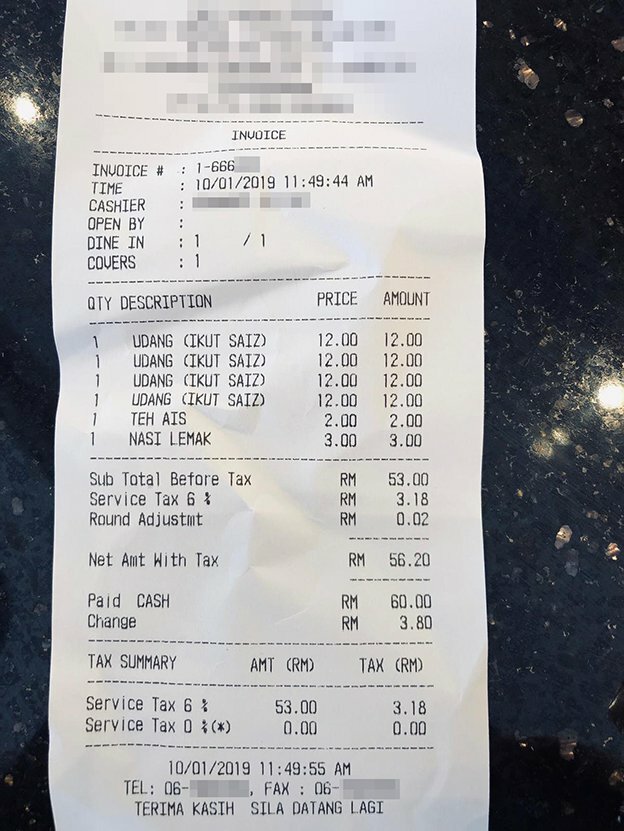 INVOICE
INVOICE # : 1-666
TIME : 10/01/2019 11:49:44 AM
CASHIER :
OPEN BY :
DINE IN : 1 / 1
COVERS : 1
QTY DESCRIPTION PRICE AMOUNT
1 UDANG (IKUT SAIZ) 12.00 12.00
1 UDANG (IKUT SAIZ) 12.00 12.00
1 UDANG (IKUT SAIZ) 12.00 12.00
1 UDANG (IKUT SAIZ) 12.00 12.00
1 TEH AIS 2.00 2.00
1 NASI LEMAK 3.00 3.00
Sub Total Before Tax RM 53.00
Service Tax 6 % RM 3.18
Round Adjustmt RM 0.02
Net Amt With Tax RM 56.20
Paid CASH RM 60.00
Change RM 3.80
TAX SUMMARY AMT (RM) TAX (RM)
Service Tax 6 % 53.00 3.18
Service Tax 0 %(*) 0.00 0.00
10/01/2019 11:49:55 AM
TEL: 06- , FAX : 06-
TERIMA KASIH SILA DATANG LAGI